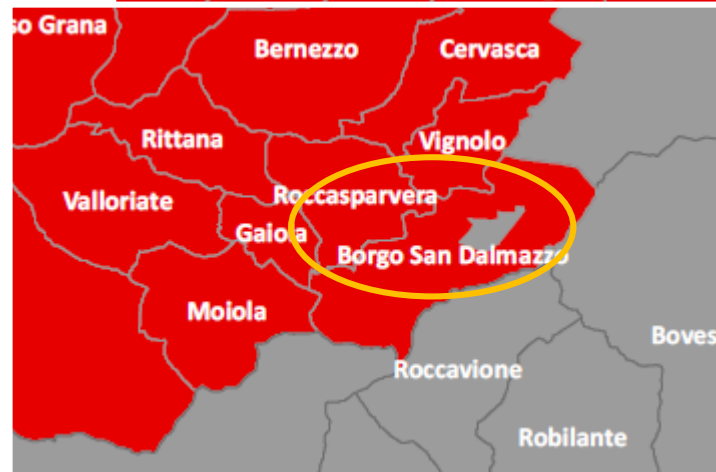 so Grana
Bernezzo
Cervasca
Rittana
Vignolo
Valloriate
Roccasparvera
Gaiola
Borgo San Dalmazzo
Moiola
Boves
Roccavione
Robilante